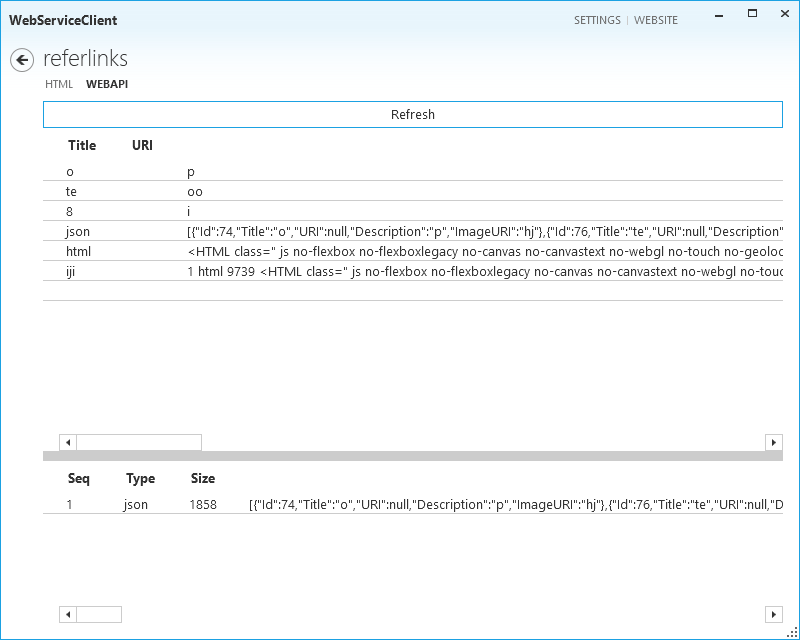 WebServiceClient SETTINGS | WEBSITE
referlinks
HTML WEBAPI
Refresh
Title URI
o p
te oo
8 i
json [{"Id":74,"Title":"o","URI":null,"Description":"p","ImageURI":"hj"},{"Id":76,"Title":"te","URI":null,"Description"
html <HTML class=" js no-flexbox no-flexboxlegacy no-canvas no-canvastext no-webgl no-touch no-geoloc
iji 1 html 9739 <HTML class=" js no-flexbox no-flexboxlegacy no-canvas no-canvastext no-webgl no-touc
Seq Type Size
1 json 1858 [{"Id":74,"Title":"o","URI":null,"Description":"p","ImageURI":"hj"},{"Id":76,"Title":"te","URI":null,"D